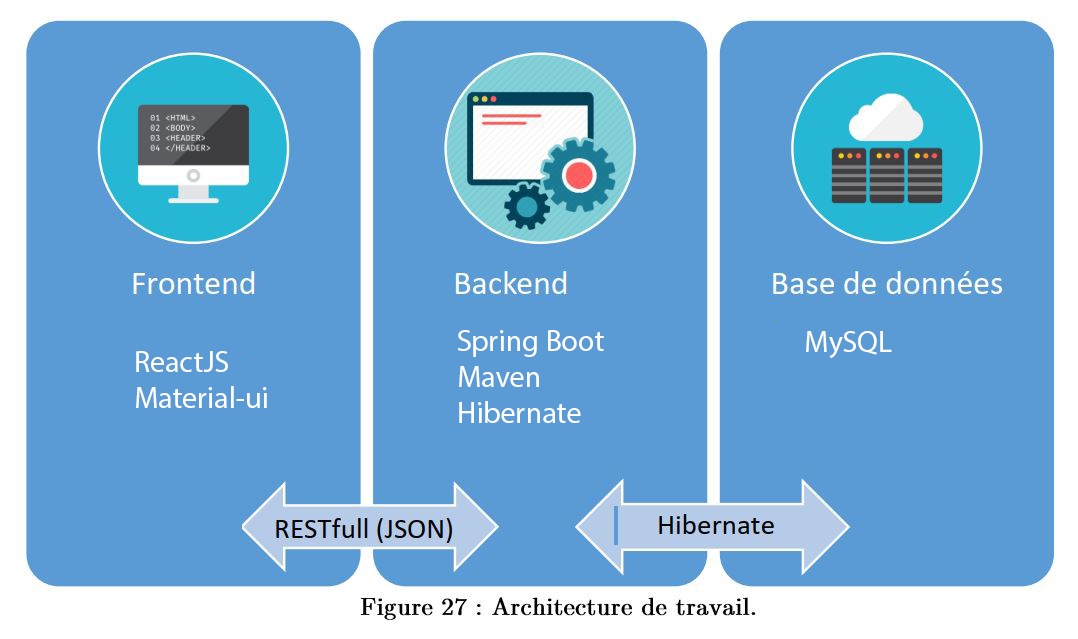 01 <HTML>
02 <BODY>
03 <HEADER>
04 </HEADER>
Frontend
ReactJS
Material-ui
Backend
Spring Boot
Maven
Hibernate
Base de données
MySQL
RESTfull (JSON)
Hibernate
Figure 27 : Architecture de travail.